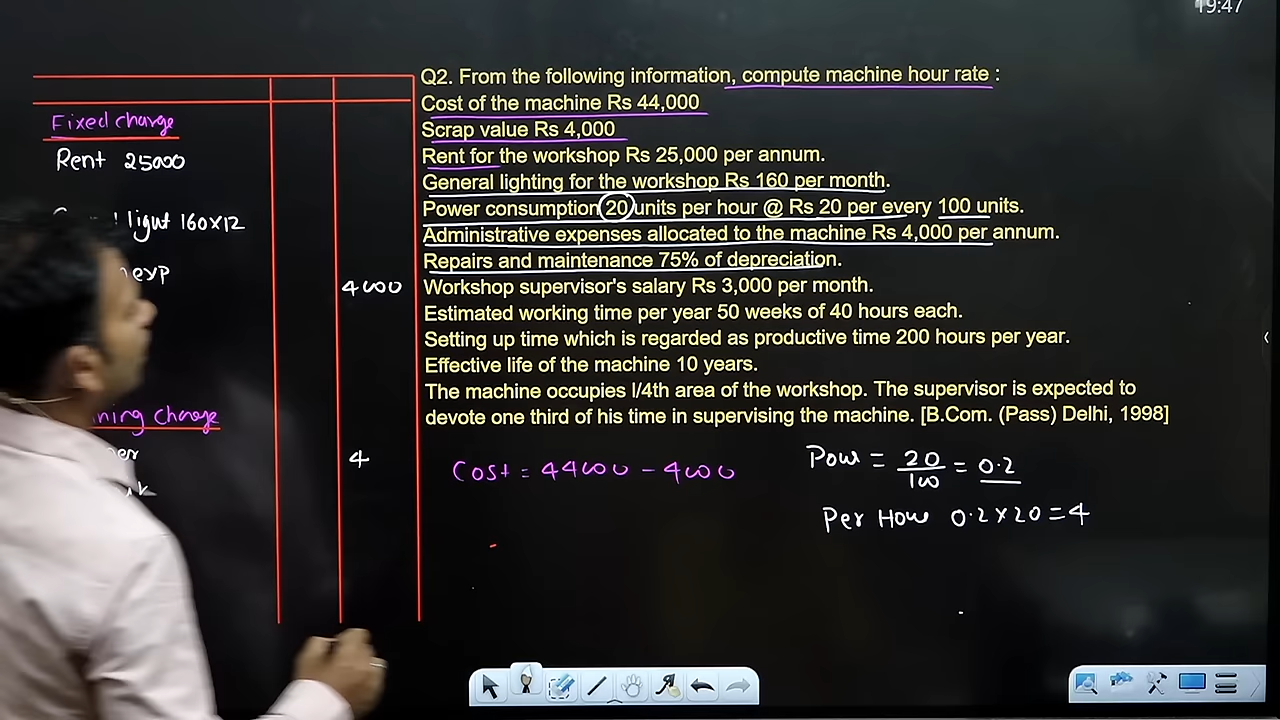 19:47
Q2. From the following information, compute machine hour rate :
Cost of the machine Rs 44,000
Scrap value Rs 4,000
Rent for the workshop Rs 25,000 per annum.
General lighting for the workshop Rs 160 per month.
Power consumption 20 units per hour @ Rs 20 per every 100 units.
Administrative expenses allocated to the machine Rs 4,000 per annum.
Repairs and maintenance 75% of depreciation.
Workshop supervisor's salary Rs 3,000 per month.
Estimated working time per year 50 weeks of 40 hours each.
Setting up time which is regarded as productive time 200 hours per year.
Effective life of the machine 10 years.
The machine occupies l/4th area of the workshop. The supervisor is expected to
devote one third of his time in supervising the machine. [B.Com. (Pass) Delhi, 1998]
Fixed charge
Rent 25000
light 160x12
exp 4000
ning charge
er 4
Cost = 44000 - 4000
Pow = 20/100 = 0.2
Per Hour 0.2x20=4